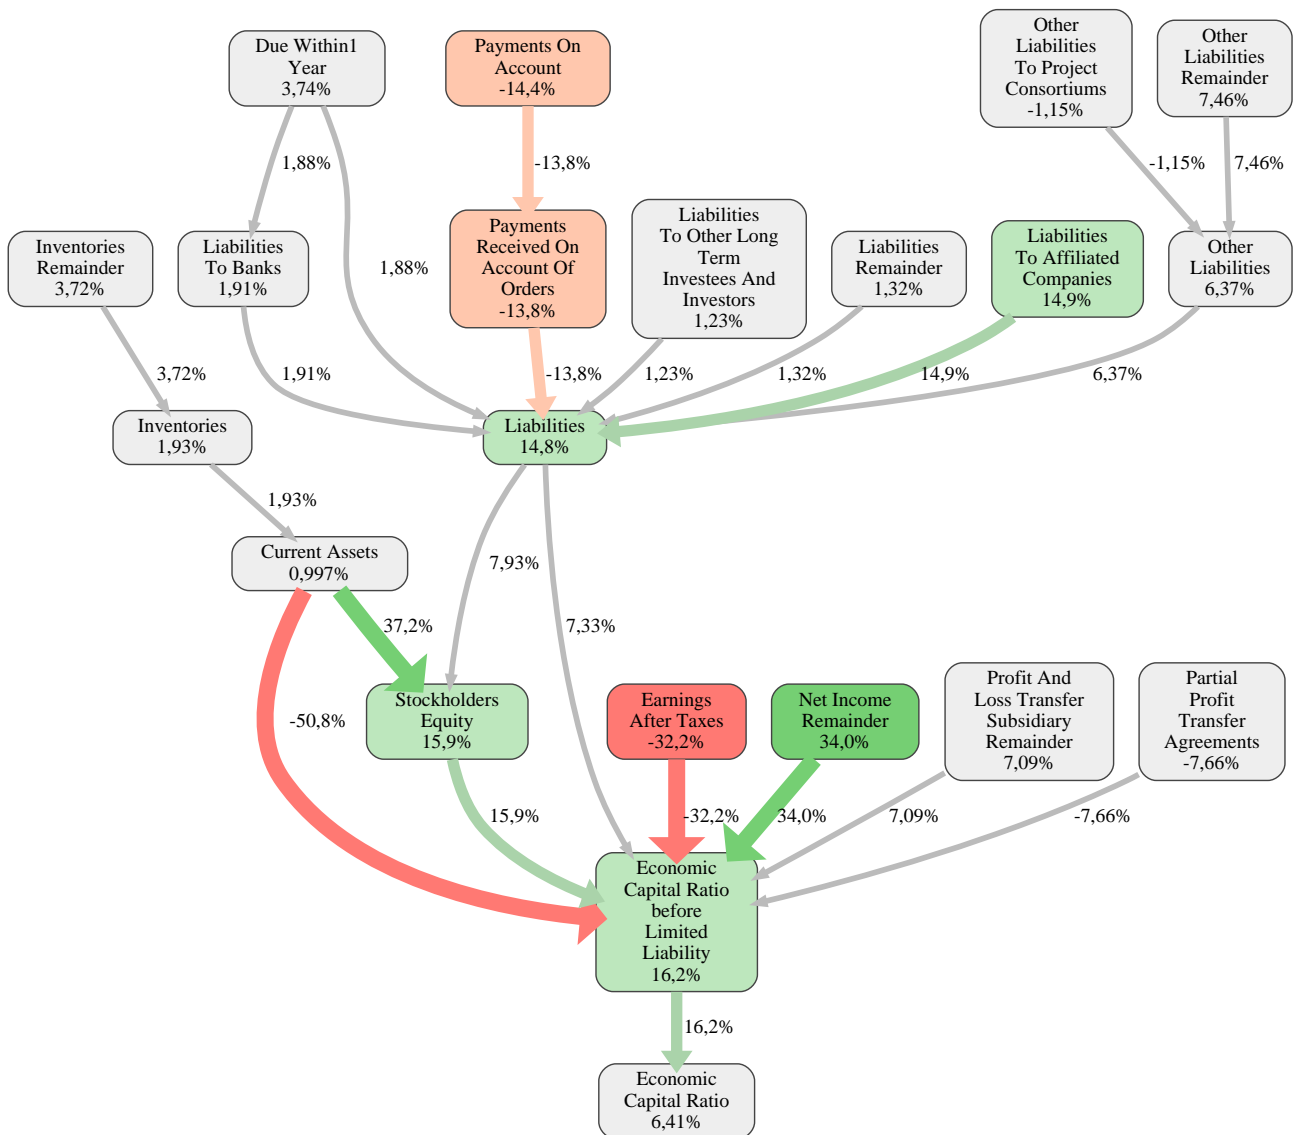 Due Within1
Year
3,74%
Payments On
Account
-14,4%
Other
Liabilities
To Project
Consortiums
-1,15%
Other
Liabilities
Remainder
7,46%
1,88%
-13,8%
-1,15%
7,46%
Inventories
Remainder
3,72%
Liabilities
To Banks
1,91%
1,88%
Payments
Received On
Account Of
Orders
-13,8%
Liabilities
To Other Long
Term
Investees And
Investors
1,23%
Liabilities
Remainder
1,32%
Liabilities
To Affiliated
Companies
14,9%
Other
Liabilities
6,37%
3,72%
1,91%
-13,8%
1,23%
1,32%
14,9%
6,37%
Inventories
1,93%
Liabilities
14,8%
1,93%
Current Assets
0,997%
7,93%
37,2%
7,33%
-50,8%
Stockholders
Equity
15,9%
Earnings
After Taxes
-32,2%
Net Income
Remainder
34,0%
Profit And
Loss Transfer
Subsidiary
Remainder
7,09%
Partial
Profit
Transfer
Agreements
-7,66%
15,9%
-32,2%
34,0%
7,09%
-7,66%
Economic
Capital Ratio
before
Limited
Liability
16,2%
16,2%
Economic
Capital Ratio
6,41%